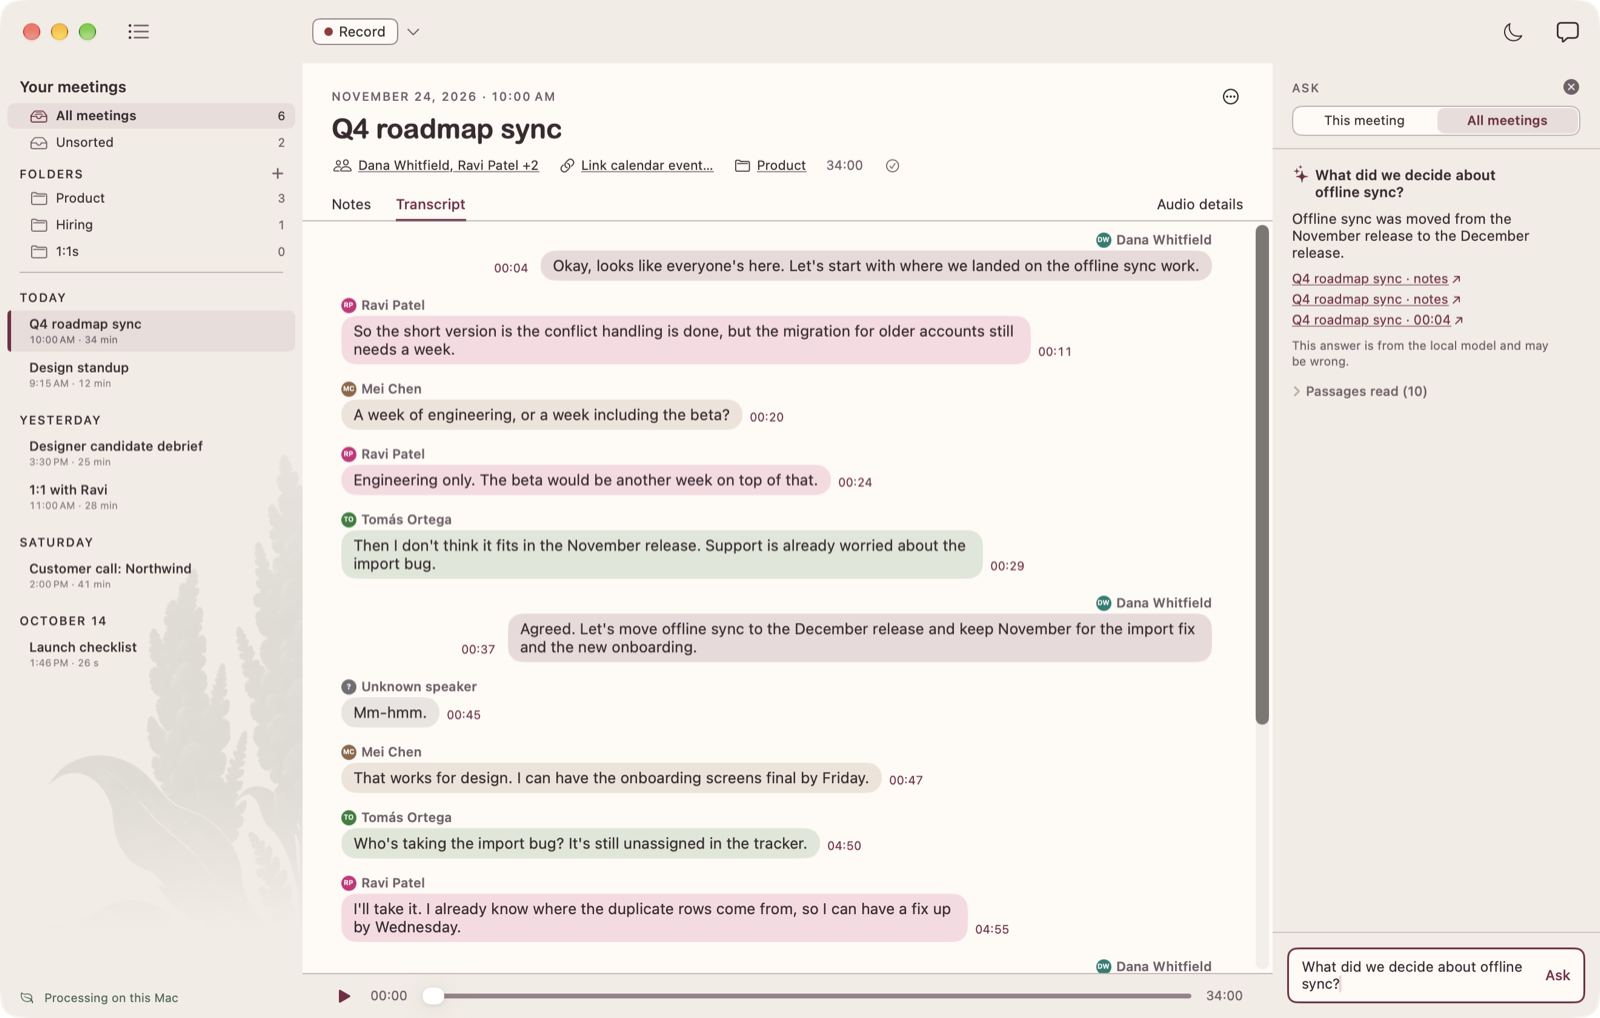 Record
Your meetings
All meetings 6
Unsorted 2
FOLDERS
Product 3
Hiring 1
1:1s 0
TODAY
Q4 roadmap sync
10:00 AM · 34 min
Design standup
9:15 AM · 12 min
YESTERDAY
Designer candidate debrief
3:30 PM · 25 min
1:1 with Ravi
11:00 AM · 28 min
SATURDAY
Customer call: Northwind
2:00 PM · 41 min
OCTOBER 14
Launch checklist
1:46 PM · 26 s
Processing on this Mac
NOVEMBER 24, 2026 · 10:00 AM
Q4 roadmap sync
Dana Whitfield, Ravi Patel +2 Link calendar event... Product 34:00
Notes Transcript Audio details
DW Dana Whitfield
00:04 Okay, looks like everyone's here. Let's start with where we landed on the offline sync work.
RP Ravi Patel
So the short version is the conflict handling is done, but the migration for older accounts still
needs a week. 00:11
MC Mei Chen
A week of engineering, or a week including the beta? 00:20
RP Ravi Patel
Engineering only. The beta would be another week on top of that. 00:24
TO Tomás Ortega
Then I don't think it fits in the November release. Support is already worried about the
import bug. 00:29
DW Dana Whitfield
Agreed. Let's move offline sync to the December release and keep November for the import fix
00:37 and the new onboarding.
? Unknown speaker
Mm-hmm. 00:45
MC Mei Chen
That works for design. I can have the onboarding screens final by Friday. 00:47
TO Tomás Ortega
Who's taking the import bug? It's still unassigned in the tracker. 04:50
RP Ravi Patel
I'll take it. I already know where the duplicate rows come from, so I can have a fix up
by Wednesday. 04:55
DW Dana Whitfield
00:00 34:00
ASK
This meeting All meetings
What did we decide about
offline sync?
Offline sync was moved from the
November release to the December
release.
Q4 roadmap sync · notes ↗
Q4 roadmap sync · notes ↗
Q4 roadmap sync · 00:04 ↗
This answer is from the local model and may
be wrong.
Passages read (10)
What did we decide about offline
sync?
Ask